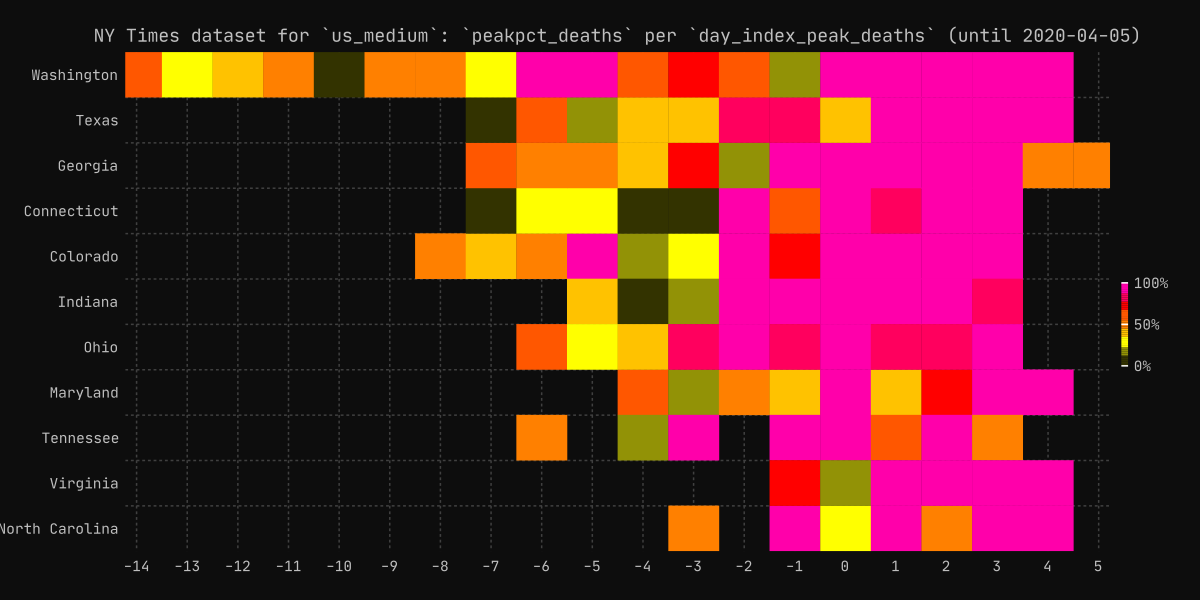 NY Times dataset for `us_medium`: `peakpct_deaths` per `day_index_peak_deaths` (until 2020-04-05)
Washington
Texas
Georgia
Connecticut
Colorado
Indiana
Ohio
Maryland
Tennessee
Virginia
North Carolina
100%
50%
0%
-14 -13 -12 -11 -10 -9 -8 -7 -6 -5 -4 -3 -2 -1 0 1 2 3 4 5